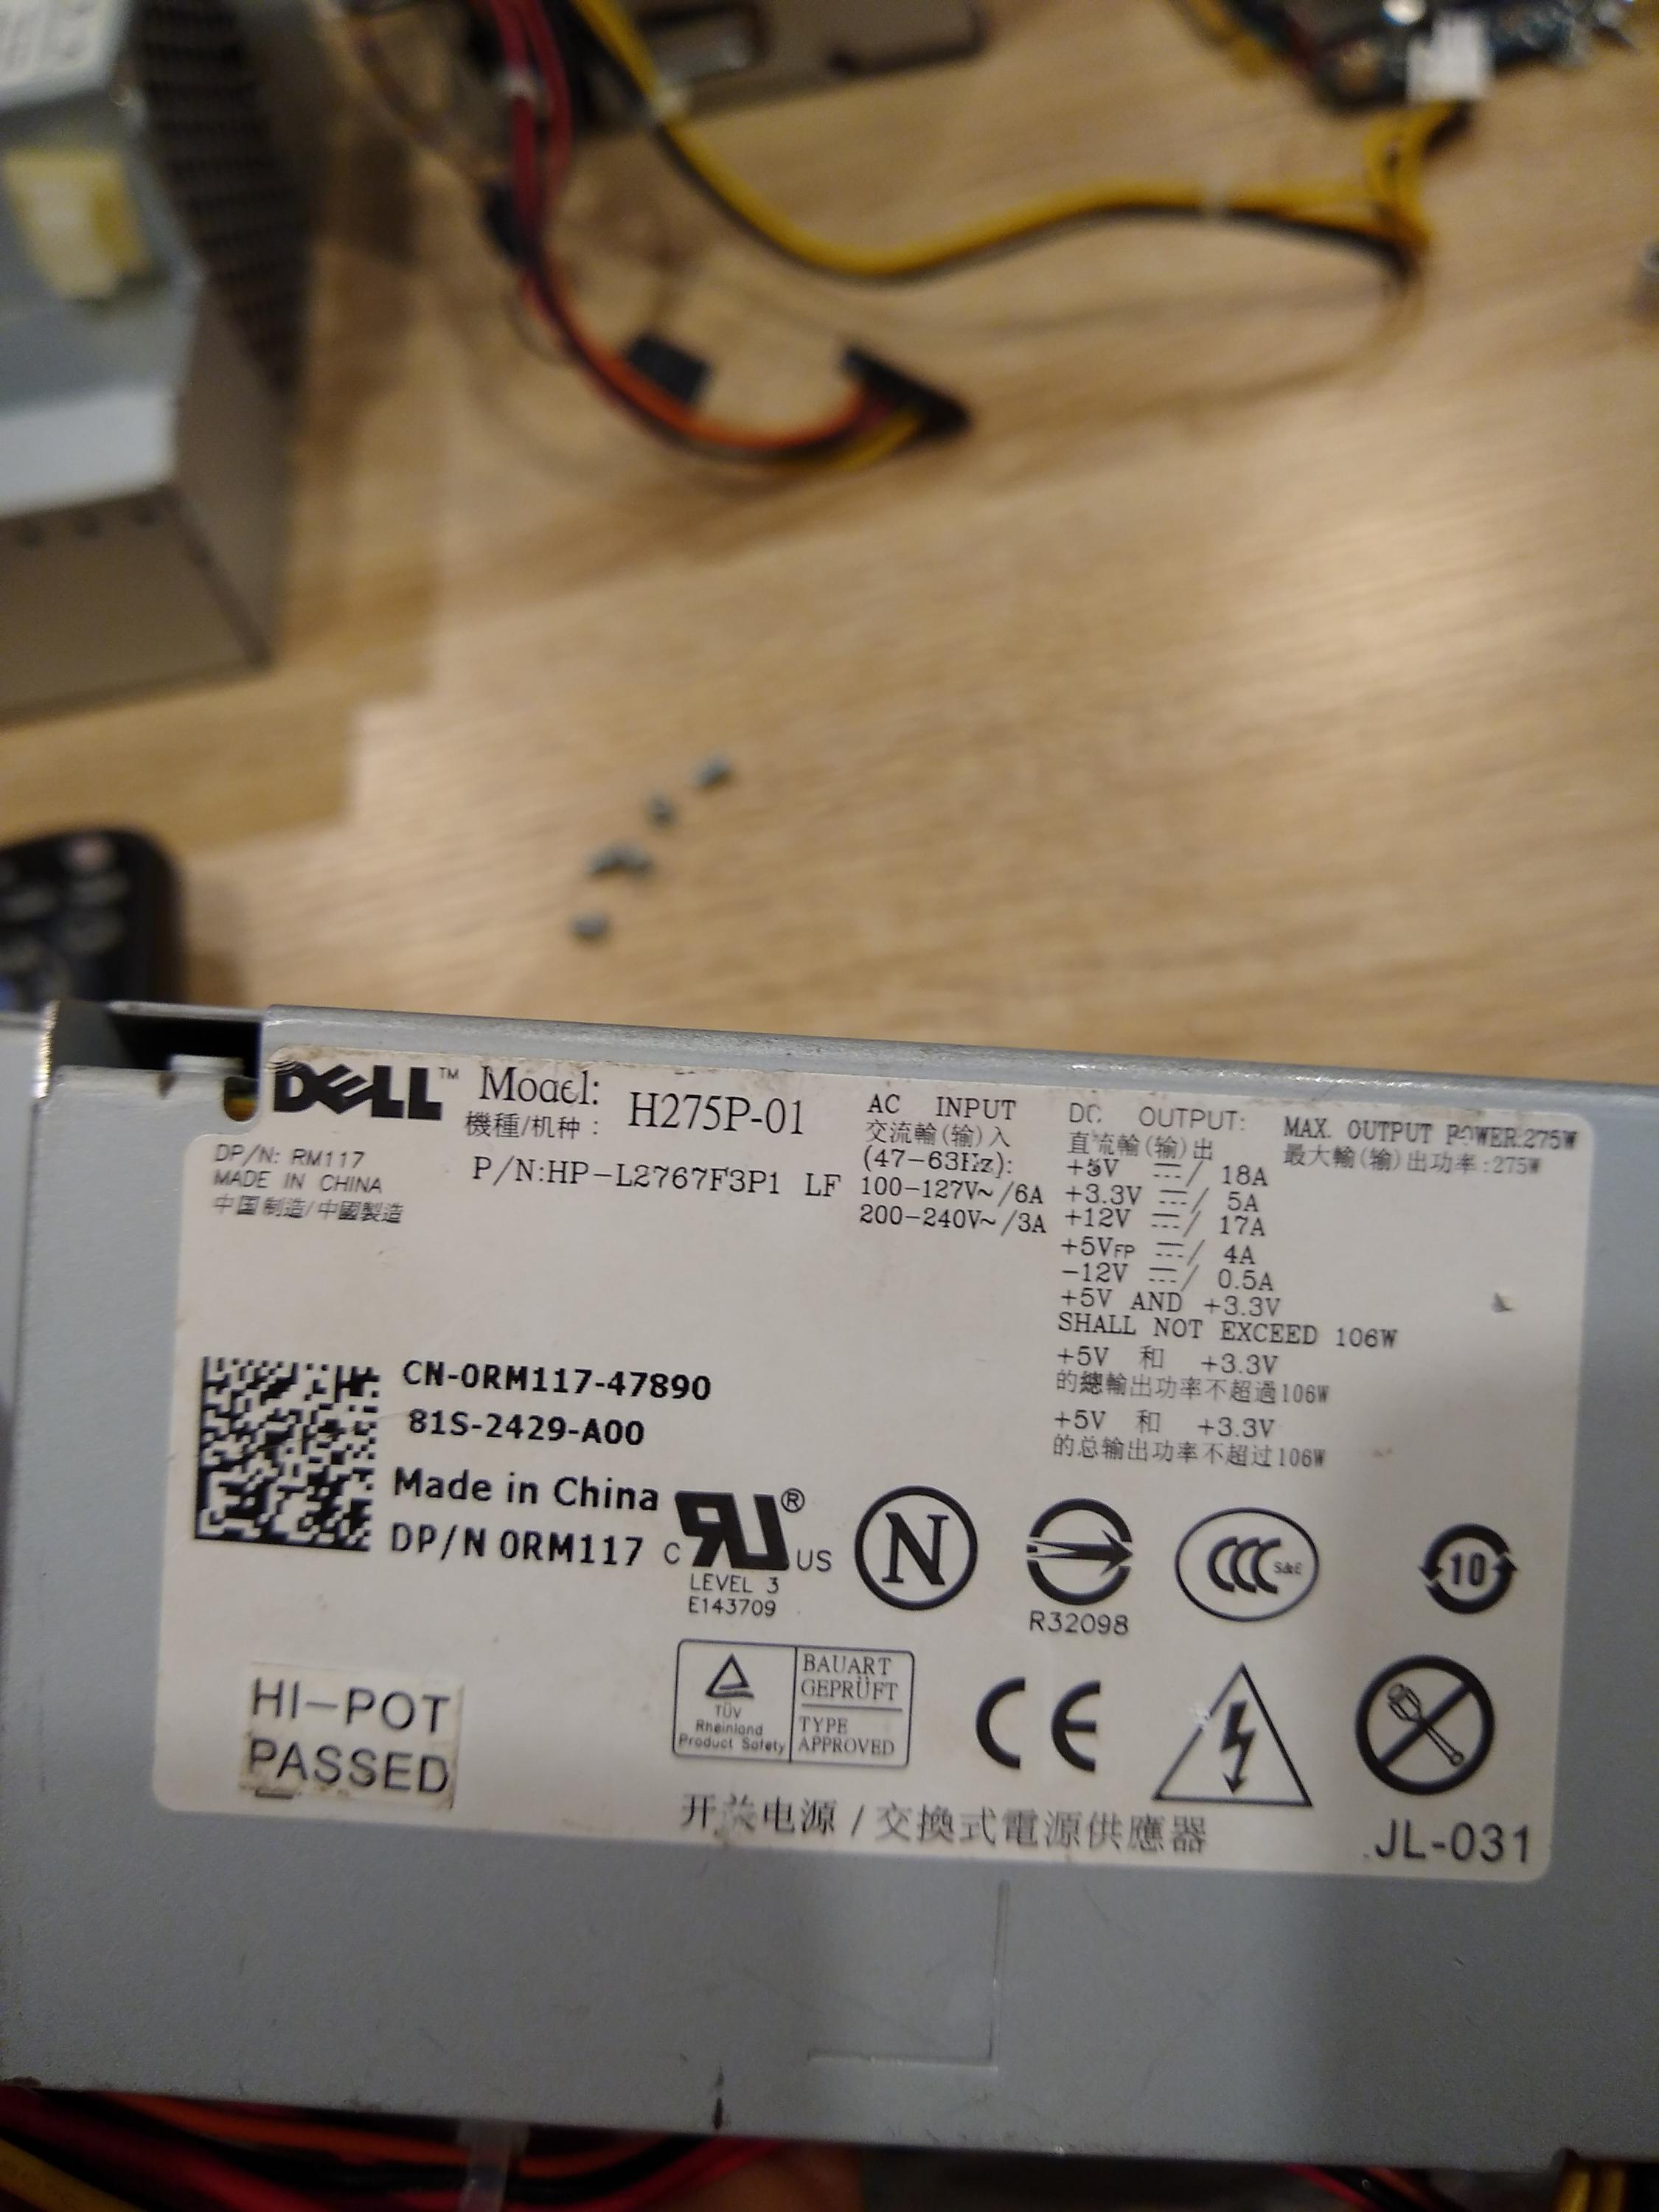 DELL™ Model: H275P-01
機種/机种 :
DP/N: RM117
MADE IN CHINA
中国制造/中國製造
P/N:HP-L2767F3P1 LF
AC INPUT
交流輸(输)入
(47-63Hz):
100-127V~/6A
200-240V~/3A
DC OUTPUT:
直流輸(输)出
+5V ⎓/ 18A
+3.3V ⎓/ 5A
+12V ⎓/ 17A
+5VFP ⎓/ 4A
-12V ⎓/ 0.5A
+5V AND +3.3V
SHALL NOT EXCEED 106W
+5V 和 +3.3V
的總輸出功率不超過106W
+5V 和 +3.3V
的总输出功率不超过106W
MAX. OUTPUT POWER:275W
最大輸(输)出功率:275W
CN-0RM117-47890
81S-2429-A00
Made in China
DP/N 0RM117
C RU® US
LEVEL 3
E143709
N
R32098
CCC S&E
10
HI-POT
PASSED
TÜV
Rheinland
Product Safety
BAUART
GEPRÜFT
TYPE
APPROVED
CE
开关电源 / 交換式電源供應器
JL-031